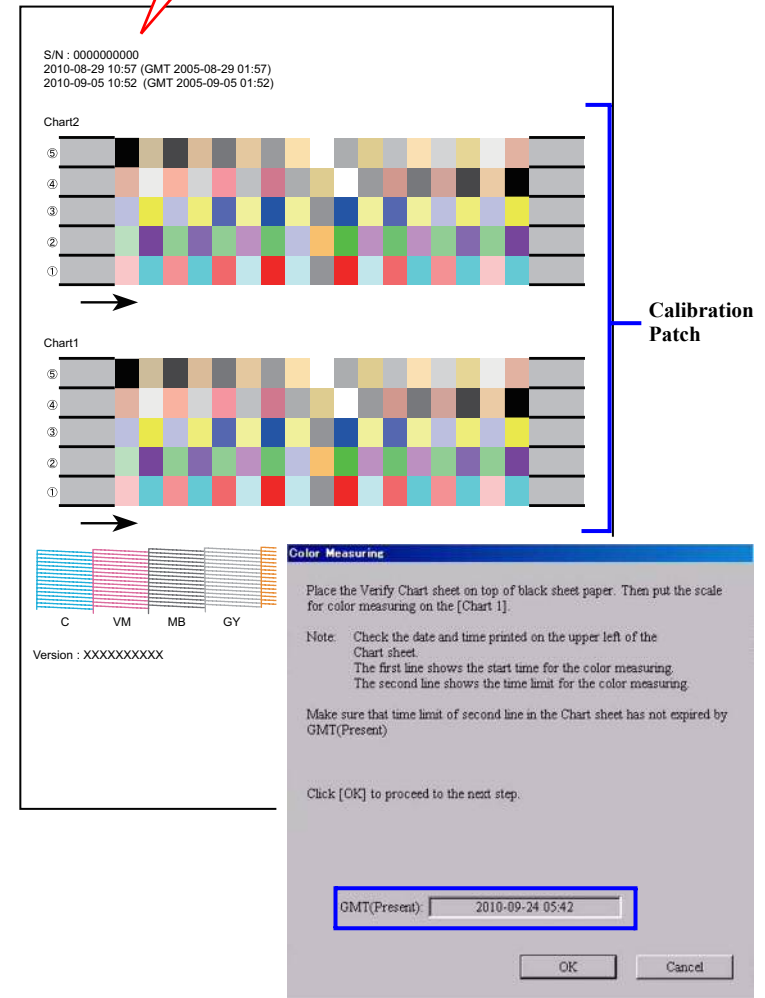 S/N : 0000000000
2010-08-29 10:57 (GMT 2005-08-29 01:57)
2010-09-05 10:52 (GMT 2005-09-05 01:52)
Chart2
⑤
④
③
②
①
Calibration
Patch
Chart1
⑤
④
③
②
①
C VM MB GY
Version : XXXXXXXXXX
Color Measuring
Place the Verify Chart sheet on top of black sheet paper. Then put the scale
for color measuring on the [Chart 1].
Note: Check the date and time printed on the upper left of the
Chart sheet.
The first line shows the start time for the color measuring.
The second line shows the time limit for the color measuring.
Make sure that time limit of second line in the Chart sheet has not expired by
GMT(Present)
Click [OK] to proceed to the next step.
GMT(Present): 2010-09-24 05:42
OK Cancel